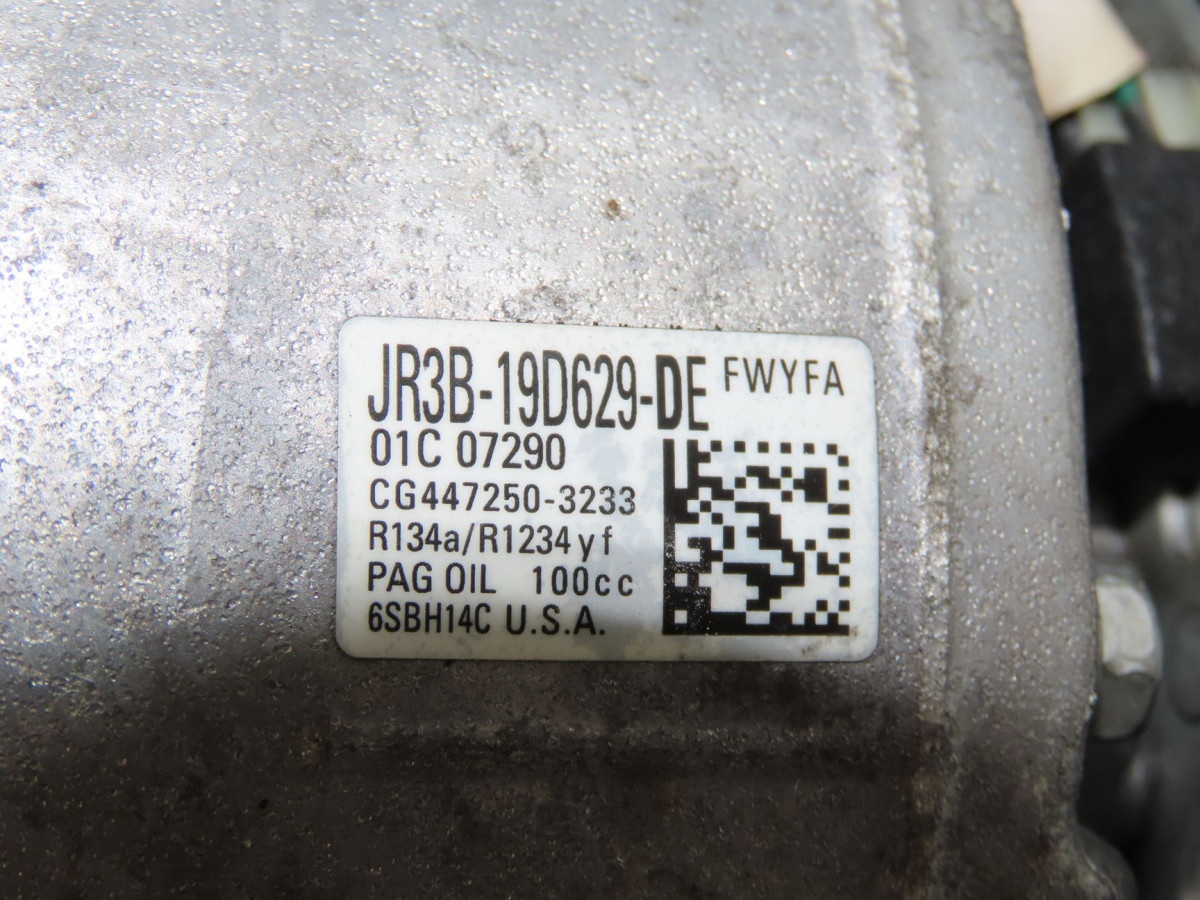 JR3B-19D629-DE FWYFA
01C 07290
CG447250-3233
R134a/R1234yf
PAG OIL 100cc
6SBH14C U.S.A.